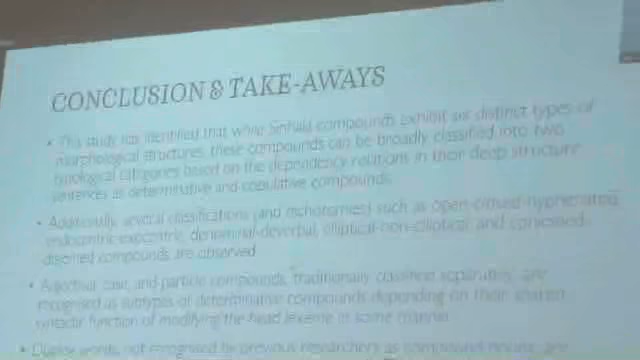 CONCLUSION & TAKE-AWAYS
• This study has identified that while Sinhala compounds exhibit six distinct types of
morphological structures, these compounds can be broadly classified into two
typological categories based on the dependency relations in their deep structure
sentences as determinative and copulative compounds.
• Additionally, several classifications (and dichotomies) such as open-closed-hyphenated,
endocentric-exocentric, denominal-deverbal, elliptical-non-elliptical and
compounds are observed.
• Adjectival, case, and particle compounds, traditionally classified separately, are
recognised as subtypes of determinative compounds depending on their shared
syntactic function of modifying the head lexeme in some manner.
• words, not recognised by previous researchers as compound nouns, are